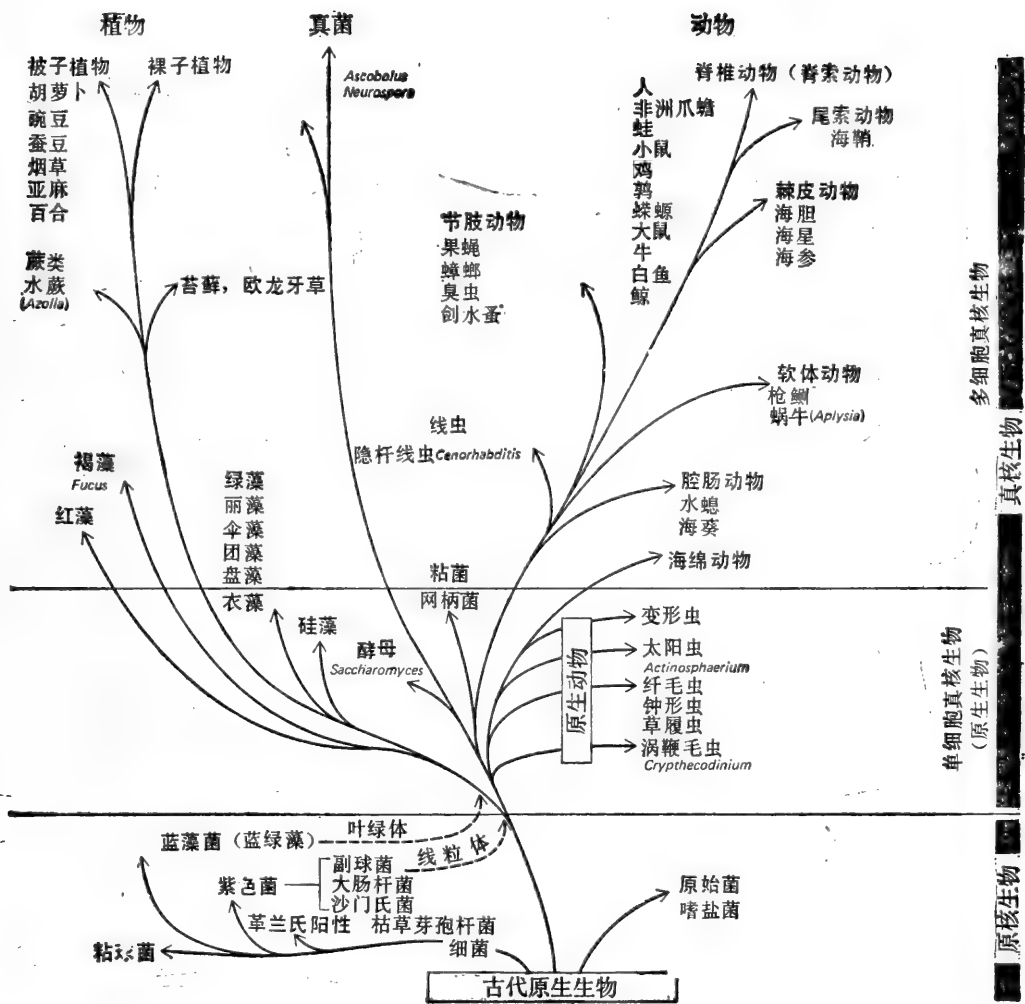 植物
真菌
动物
被子植物
胡萝卜
豌豆
蚕豆
烟草
亚麻
百合
裸子植物
Ascobolus
Neurospora
人
非洲爪蟾
蛙
小鼠
鸡
鹑
蝾螈
大鼠
牛
白鱼
鲸
脊椎动物（脊索动物）
尾索动物
海鞘
棘皮动物
海胆
海星
海参
节肢动物
果蝇
蟑螂
臭虫
剑水蚤
蕨类
水蕨
(Azolla)
苔藓，欧龙牙草
软体动物
枪鲗
蜗牛(Aplysia)
线虫
隐杆线虫Cenorhabditis
腔肠动物
水螅
海葵
海绵动物
褐藻
Fucus
红藻
绿藻
丽藻
伞藻
团藻
盘藻
衣藻
硅藻
酵母
Saccharomyces
粘菌
网柄菌
原生动物
变形虫
太阳虫
Actinosphaerium
纤毛虫
钟形虫
草履虫
涡鞭毛虫
Crypthecodinium
多细胞真核生物
真核生物
单细胞真核生物
(原生生物)
原核生物
蓝藻菌（蓝绿藻）
叶绿体
线粒体
紫色菌
副球菌
大肠杆菌
沙门氏菌
革兰氏阳性
枯草芽孢杆菌
粘球菌
细菌
原始菌
嗜盐菌
古代原生生物